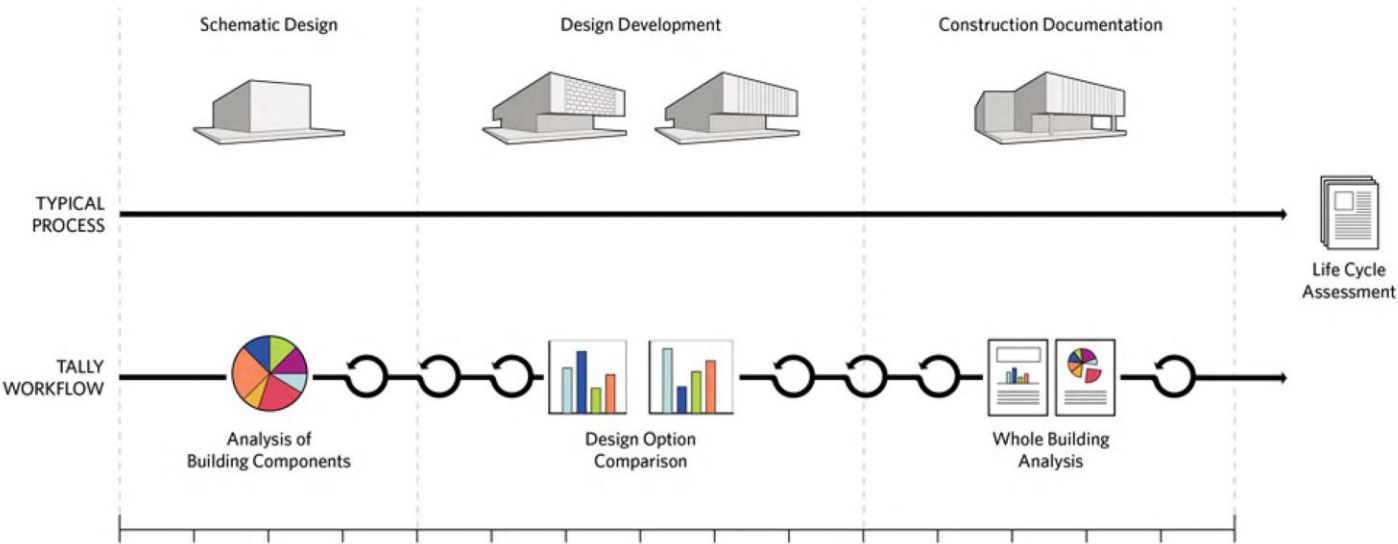 Schematic Design
Design Development
Construction Documentation
TYPICAL
PROCESS
Life Cycle
Assessment
TALLY
WORKFLOW
Analysis of
Building Components
Design Option
Comparison
Whole Building
Analysis